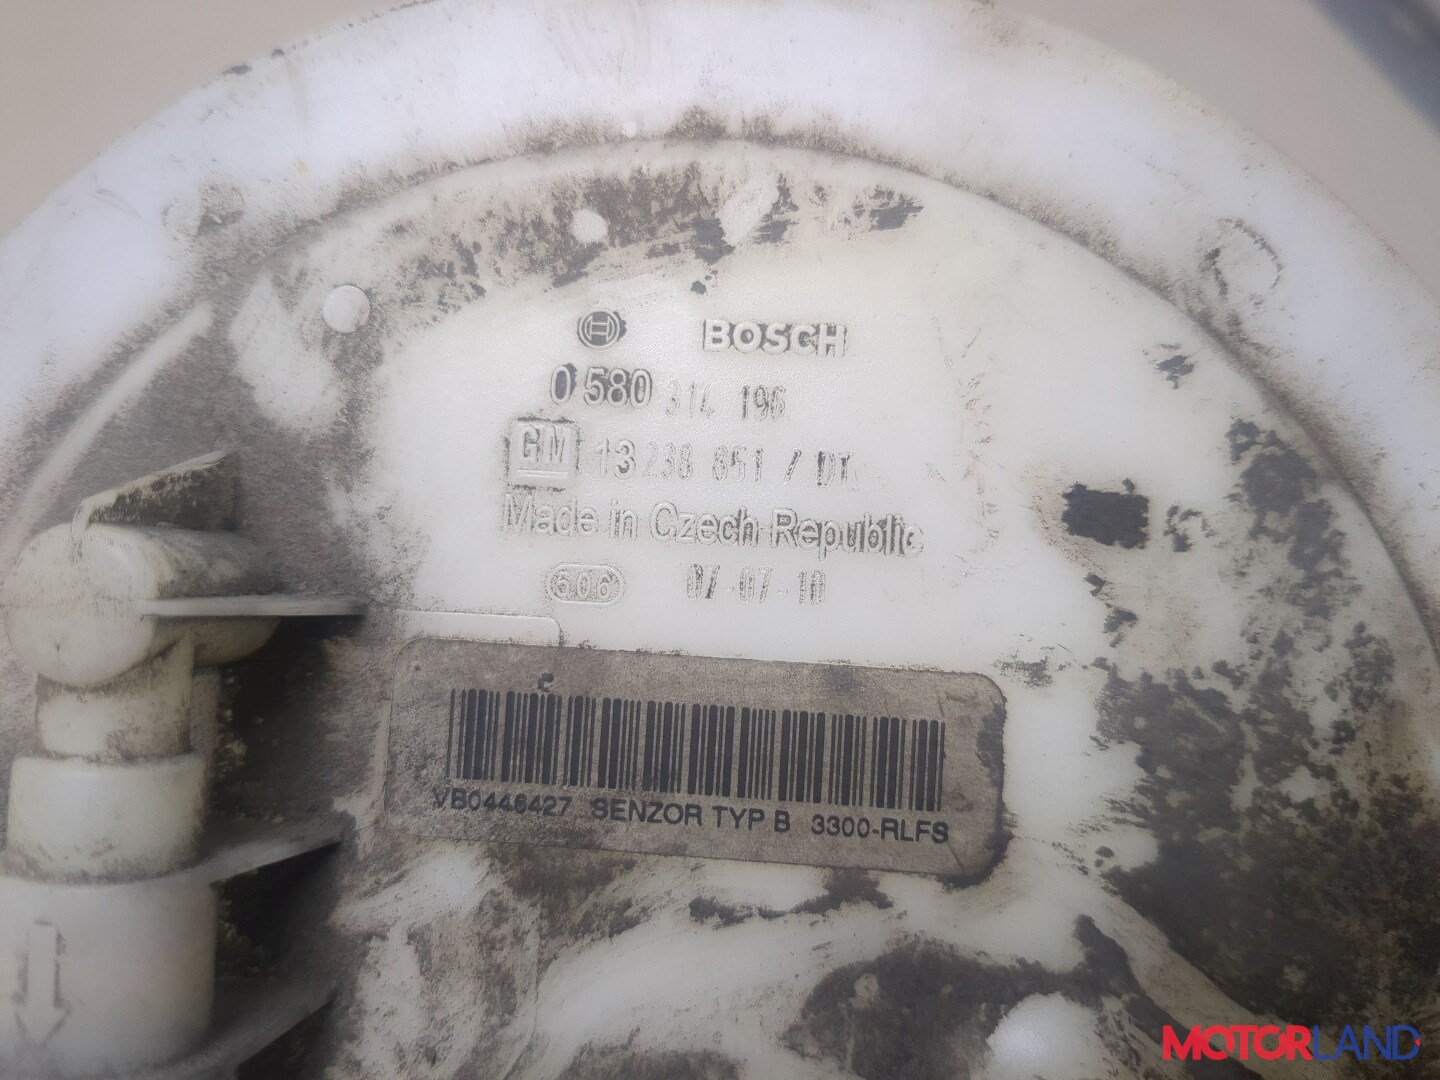 BOSCH
0 580 314 196
GM 13 238 851 / DT
Made in Czech Republic
506 07-07-10
VB0446427 SENZOR TYP B 3300-RLFS
MOTORLAND